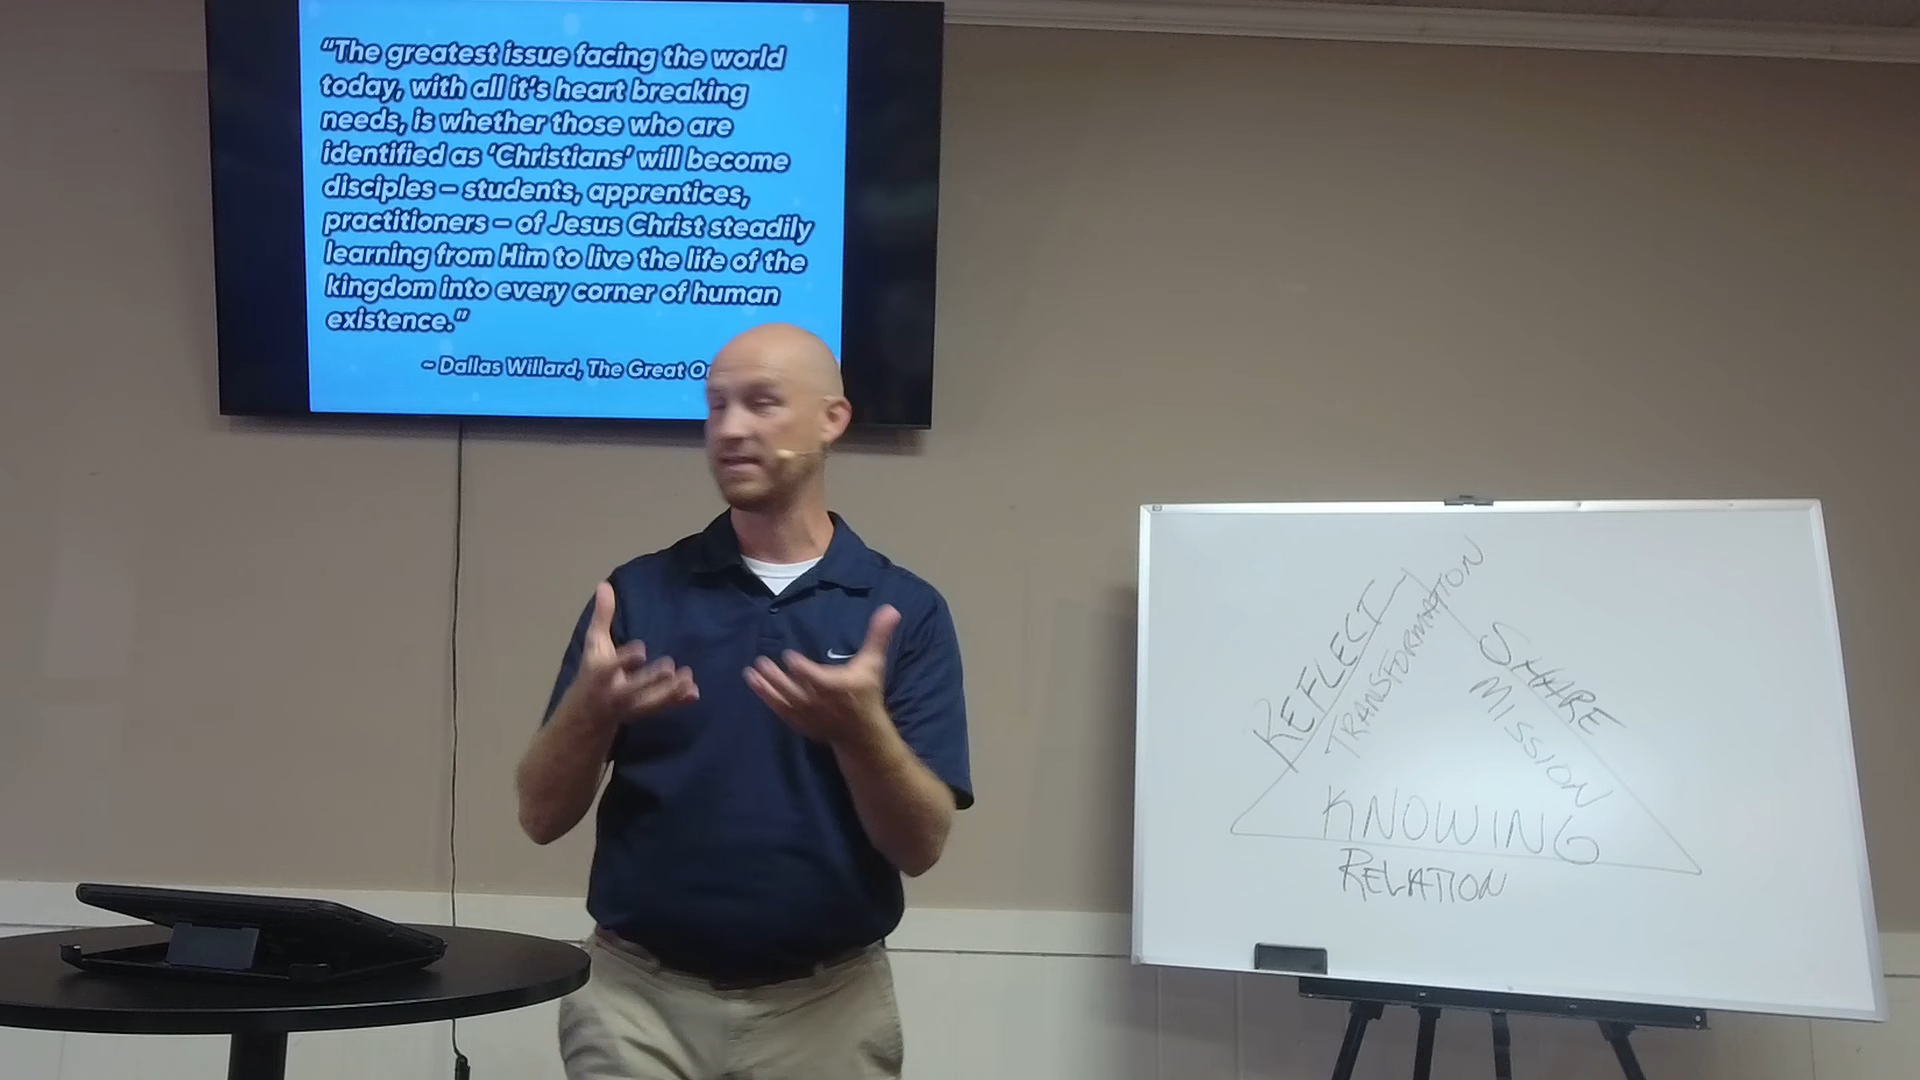 “The greatest issue facing the world
today, with all it’s heart breaking
needs, is whether those who are
identified as ‘Christians’ will become
disciples – students, apprentices,
practitioners – of Jesus Christ steadily
learning from Him to live the life of the
kingdom into every corner of human
existence.”
~ Dallas Willard, The Great
REFLECT
TRANSFORMATION
SHARE
MISSION
KNOWING
RELATION